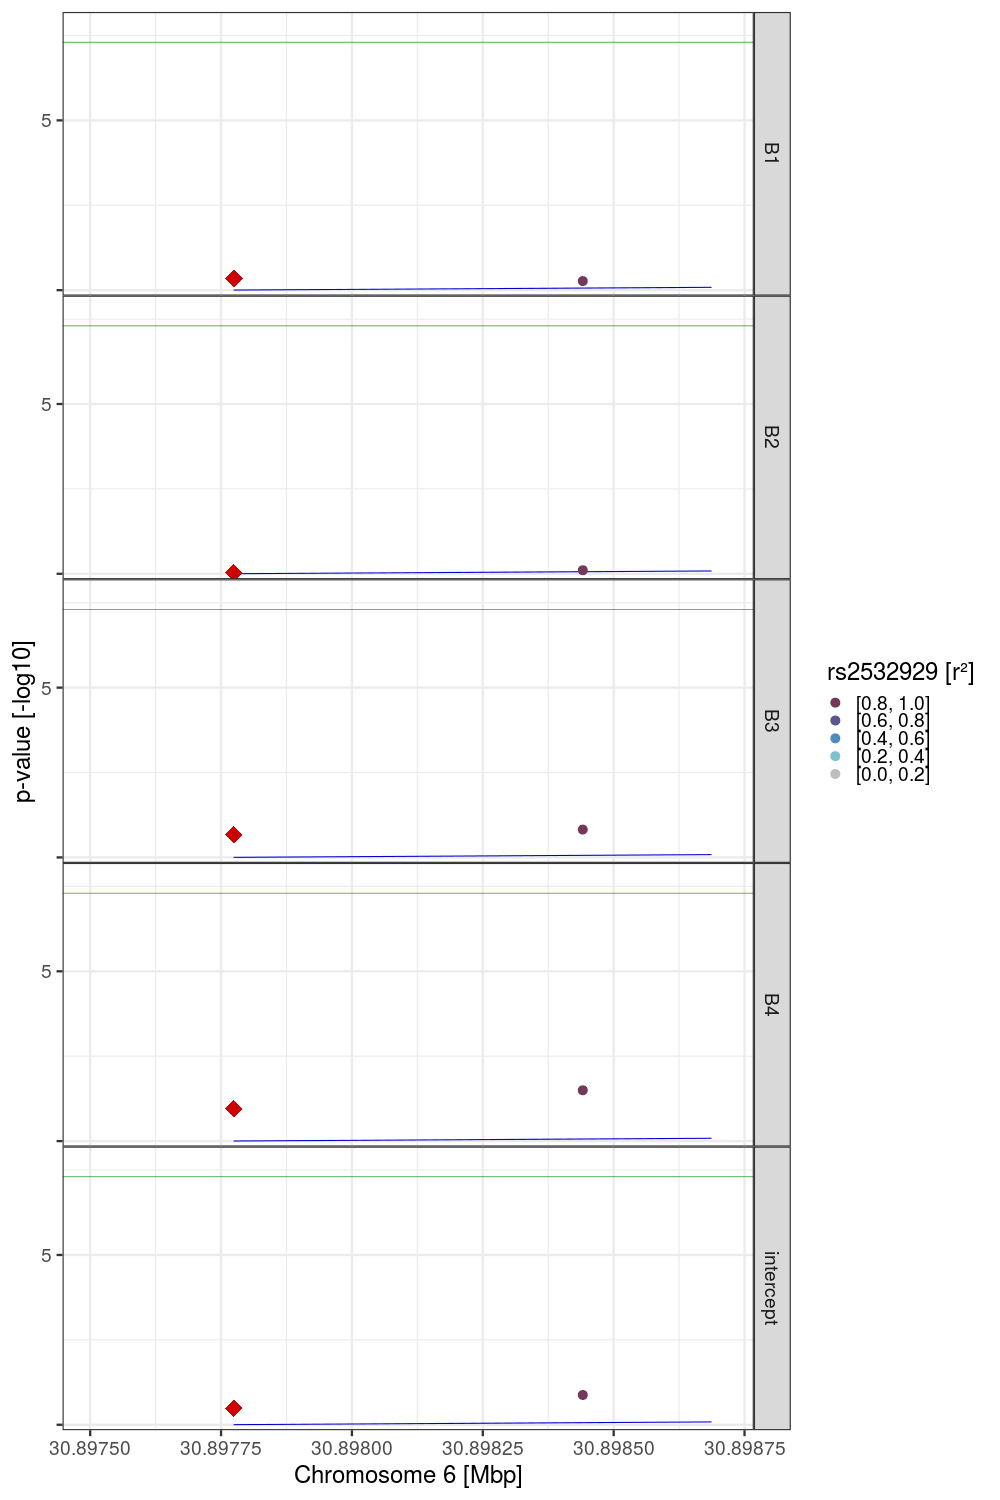 5
B1
5
B2
5
B3
5
B4
5
intercept
p-value [-log10]
30.89750 30.89775 30.89800 30.89825 30.89850 30.89875
Chromosome 6 [Mbp]
rs2532929 [r²]
[0.8, 1.0]
[0.6, 0.8]
[0.4, 0.6]
[0.2, 0.4]
[0.0, 0.2]